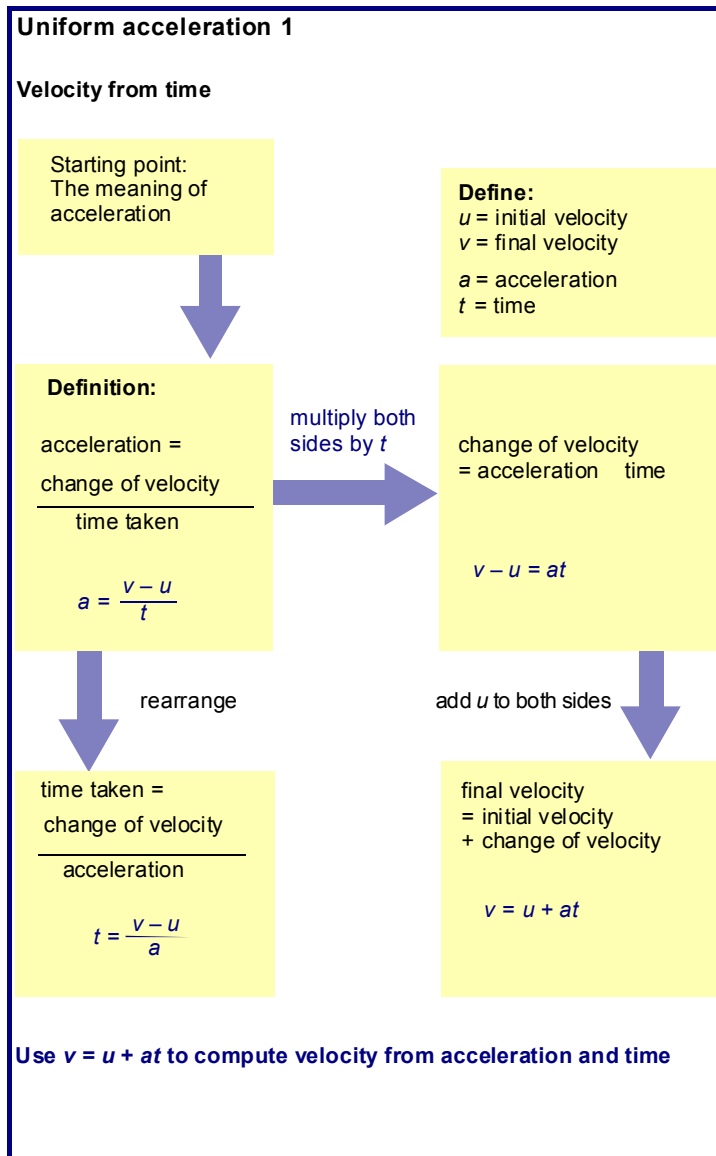 Uniform acceleration 1
Velocity from time
Starting point:
The meaning of
acceleration
Define:
u = initial velocity
v = final velocity
a = acceleration
t = time
Definition:
acceleration =
change of velocity
time taken
a = v – u
t
multiply both
sides by t
change of velocity
= acceleration time
v – u = at
rearrange
add u to both sides
time taken =
change of velocity
acceleration
t = v – u
a
final velocity
= initial velocity
+ change of velocity
v = u + at
Use v = u + at to compute velocity from acceleration and time